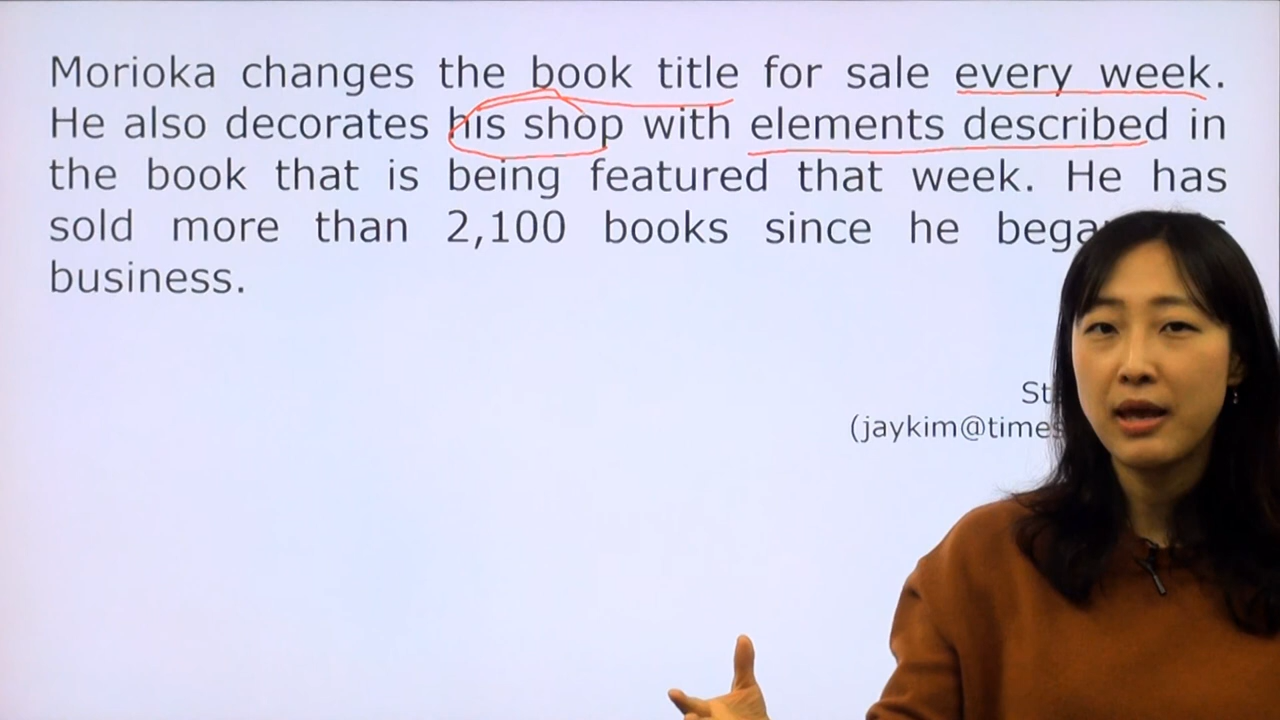 Morioka changes the book title for sale every week.
He also decorates his shop with elements described in
the book that is being featured that week. He has
sold more than 2,100 books since he
business.
(jaykim@times